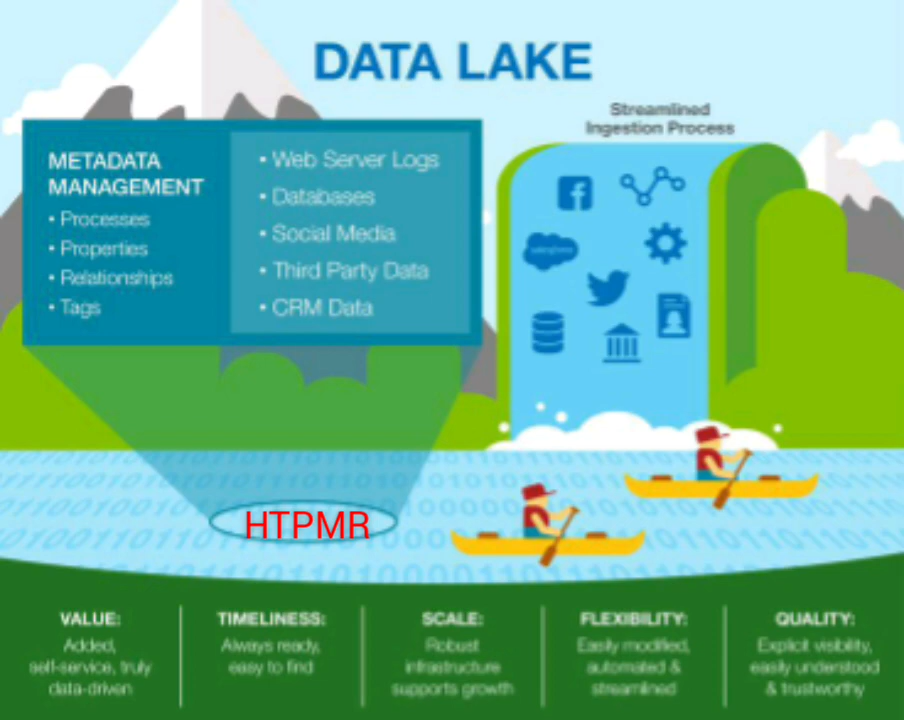 DATA LAKE
Streamlined
Ingestion Process
METADATA
MANAGEMENT
• Processes
• Properties
• Relationships
• Tags
• Web Server Logs
• Databases
• Social Media
• Third Party Data
• CRM Data
salesforce
HTPMR
VALUE:
Added,
self-service, truly
data-driven
TIMELINESS:
Always ready,
easy to find
SCALE:
Robust
infrastructure
supports growth
FLEXIBILITY:
Easily modified,
automated &
streamlined
QUALITY:
Explicit visibility,
easily understood
& trustworthy